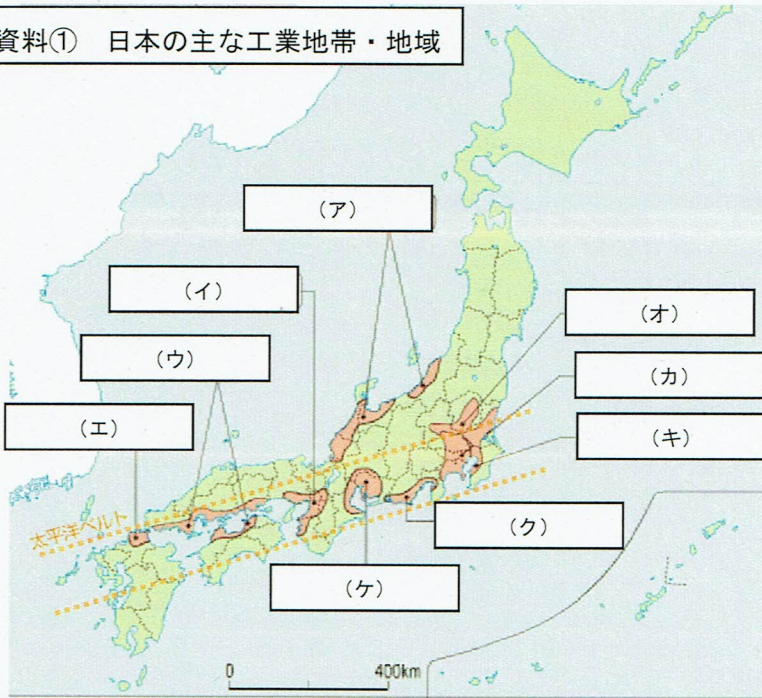 資料① 日本の主な工業地帯・地域
(ア)
(イ)
(ウ)
(エ)
(オ)
(カ)
(キ)
(ク)
(ケ)
太平洋ベルト
0 400km